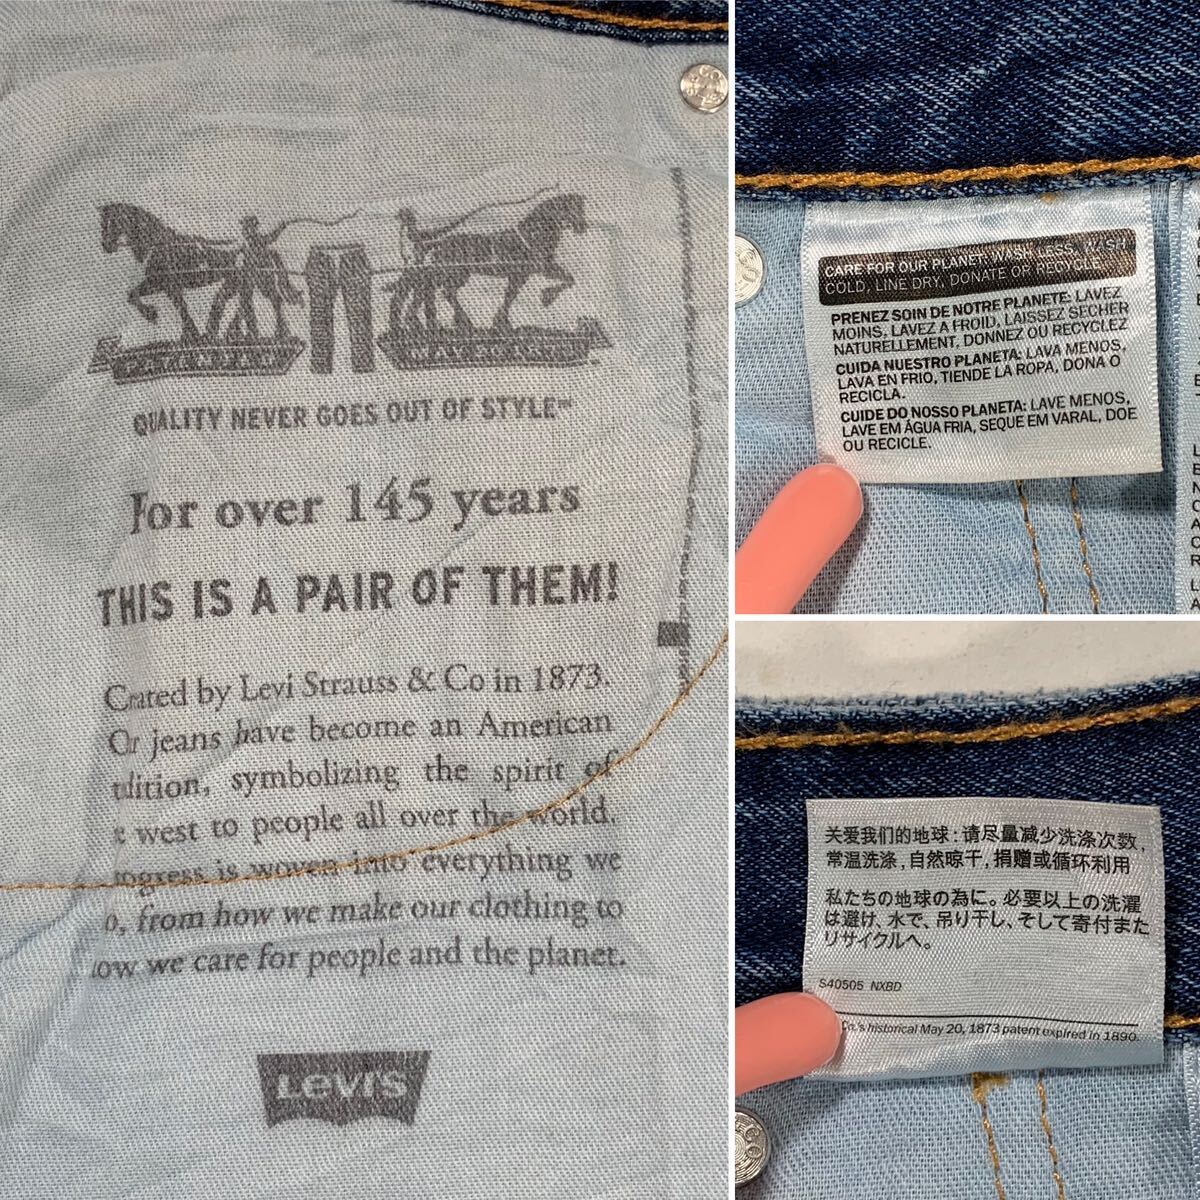 QUALITY NEVER GOES OUT OF STYLE™
For over 145 years
THIS IS A PAIR OF THEM!
by Levi Strauss & Co in 1873.
jeans have become an American
symbolizing the spirit of
west to people all over the world.
is woven into everything we
from how we make our clothing to
we care for people and the planet.
Levi's
CARE FOR OUR PLANET: WASH LESS, WASH
COLD, LINE DRY, DONATE OR RECYCLE.
PRENEZ SOIN DE NOTRE PLANETE: LAVEZ
MOINS, LAVEZ A FROID, LAISSEZ SECHER
NATURELLEMENT, DONNEZ OU RECYCLEZ
CUIDA NUESTRO PLANETA: LAVA MENOS,
LAVA EN FRIO, TIENDE LA ROPA, DONA O
RECICLA.
CUIDE DO NOSSO PLANETA: LAVE MENOS,
LAVE EM ÁGUA FRIA, SEQUE EM VARAL, DOE
OU RECICLE.
关爱我们的地球：请尽量减少洗涤次数，
常温洗涤，自然晾干，捐赠或循环利用
私たちの地球の為に。必要以上の洗濯
は避け、水で、吊り干し、そして寄付また
リサイクルへ。
S40505 NXBD
Co.'s historical May 20, 1873 patent expired in 1890.